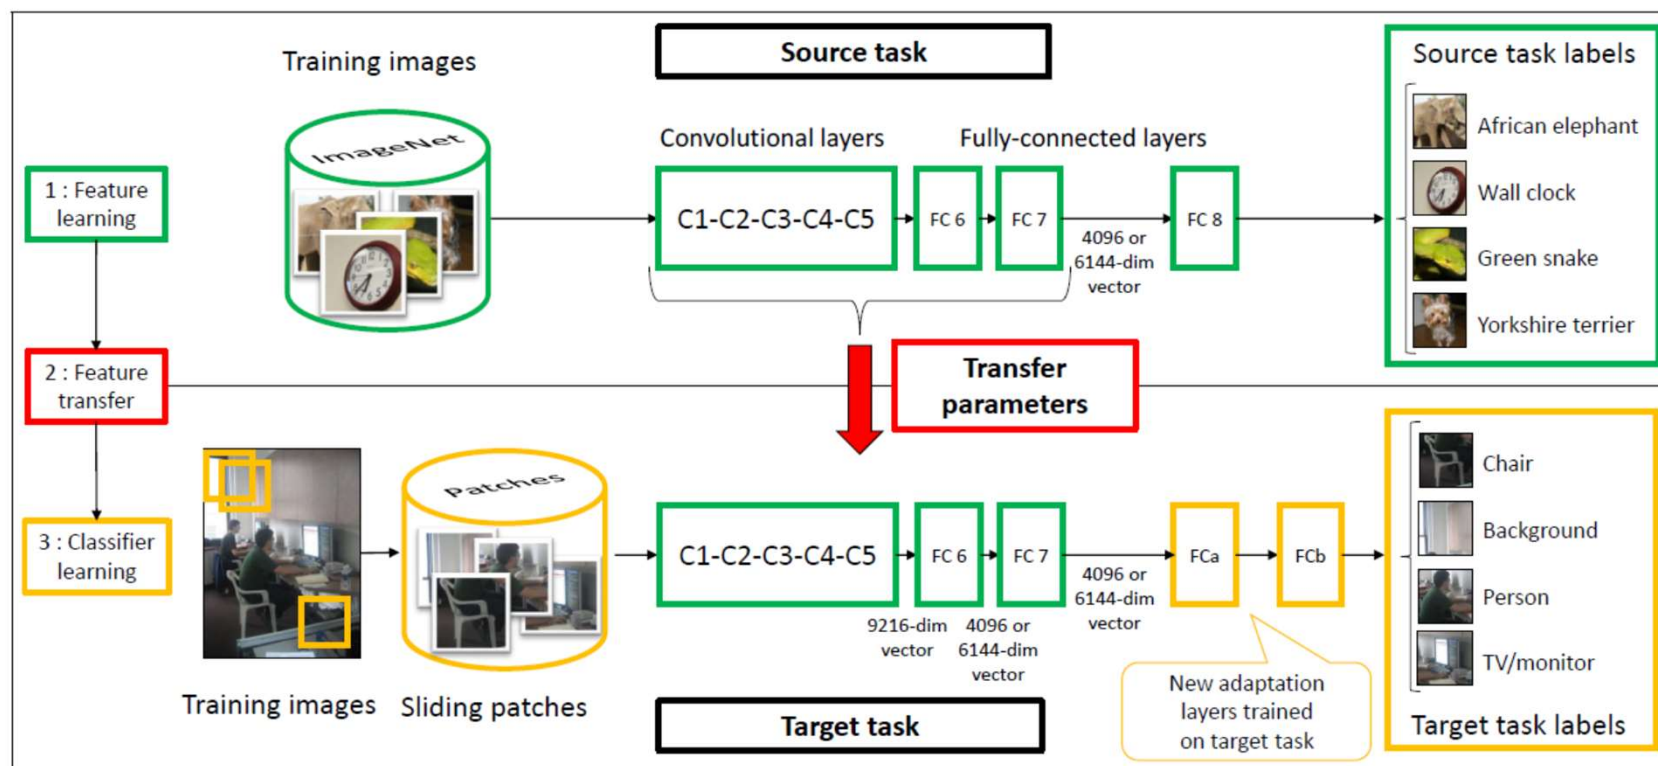 Source task
Training images
Source task labels
ImageNet
Convolutional layers
Fully-connected layers
African elephant
Wall clock
Green snake
Yorkshire terrier
1 : Feature
learning
C1-C2-C3-C4-C5
FC 6
FC 7
4096 or
6144-dim
vector
FC 8
2 : Feature
transfer
Transfer
parameters
3 : Classifier
learning
Patches
C1-C2-C3-C4-C5
FC 6
FC 7
9216-dim
vector
4096 or
6144-dim
vector
4096 or
6144-dim
vector
FCa
FCb
Chair
Background
Person
TV/monitor
New adaptation
layers trained
on target task
Training images
Sliding patches
Target task
Target task labels